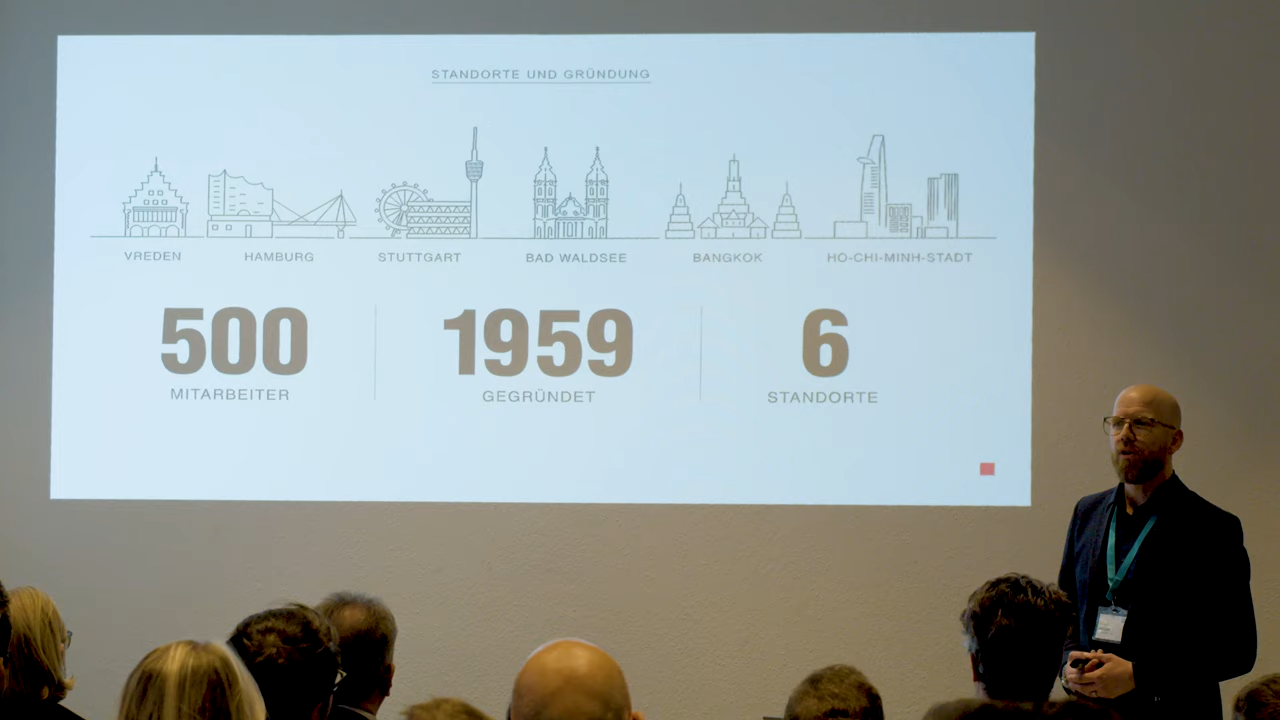 STANDORTE UND GRÜNDUNG
VREDEN HAMBURG STUTTGART BAD WALDSEE BANGKOK HO-CHI-MINH-STADT
500 1959 6
MITARBEITER GEGRÜNDET STANDORTE